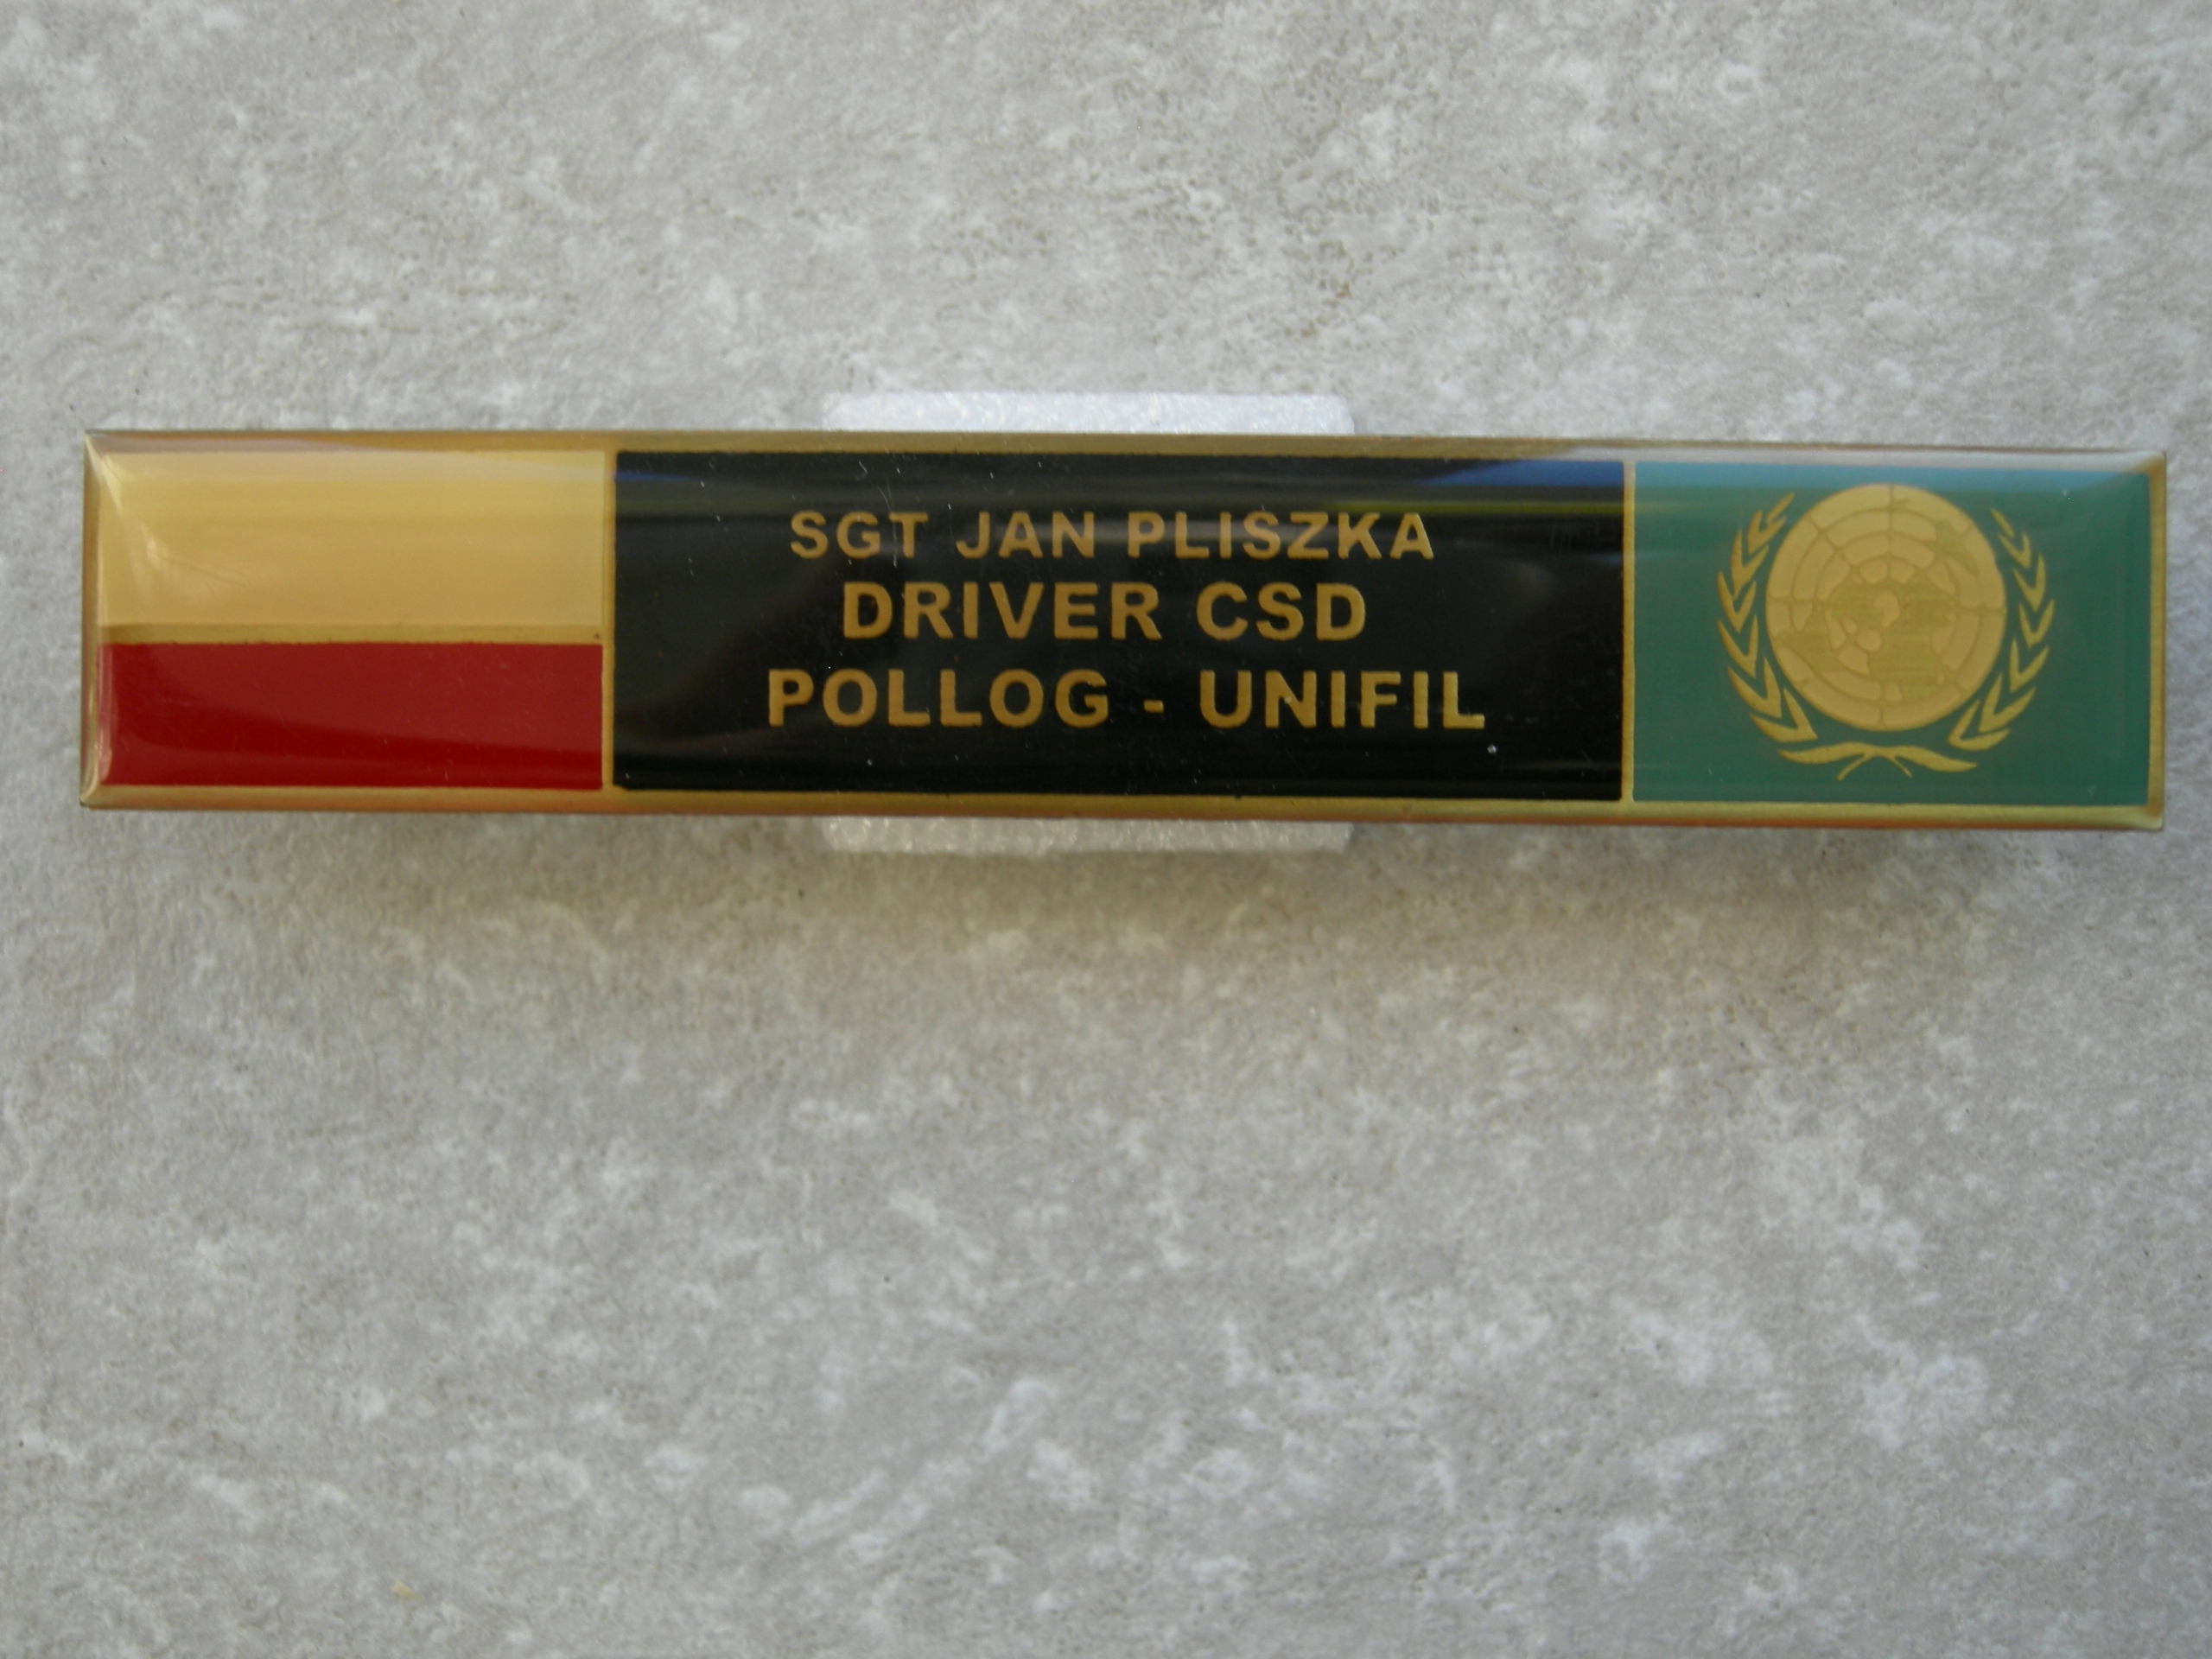 SGT JAN PLISZKA
DRIVER CSD
POLLOG - UNIFIL